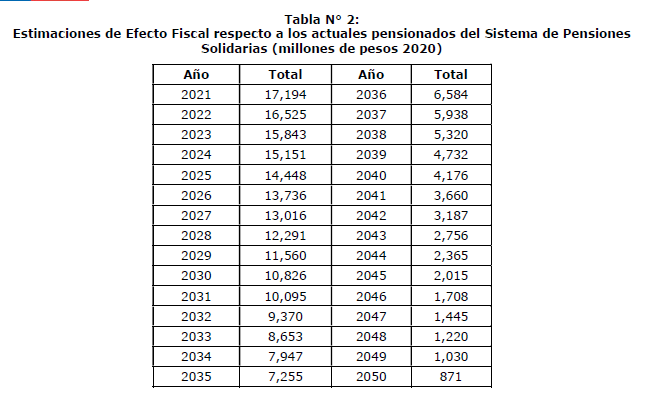 Tabla N° 2:
Estimaciones de Efecto Fiscal respecto a los actuales pensionados del Sistema de Pensiones
Solidarias (millones de pesos 2020)
Año Total Año Total
2021 17,194 2036 6,584
2022 16,525 2037 5,938
2023 15,843 2038 5,320
2024 15,151 2039 4,732
2025 14,448 2040 4,176
2026 13,736 2041 3,660
2027 13,016 2042 3,187
2028 12,291 2043 2,756
2029 11,560 2044 2,365
2030 10,826 2045 2,015
2031 10,095 2046 1,708
2032 9,370 2047 1,445
2033 8,653 2048 1,220
2034 7,947 2049 1,030
2035 7,255 2050 871